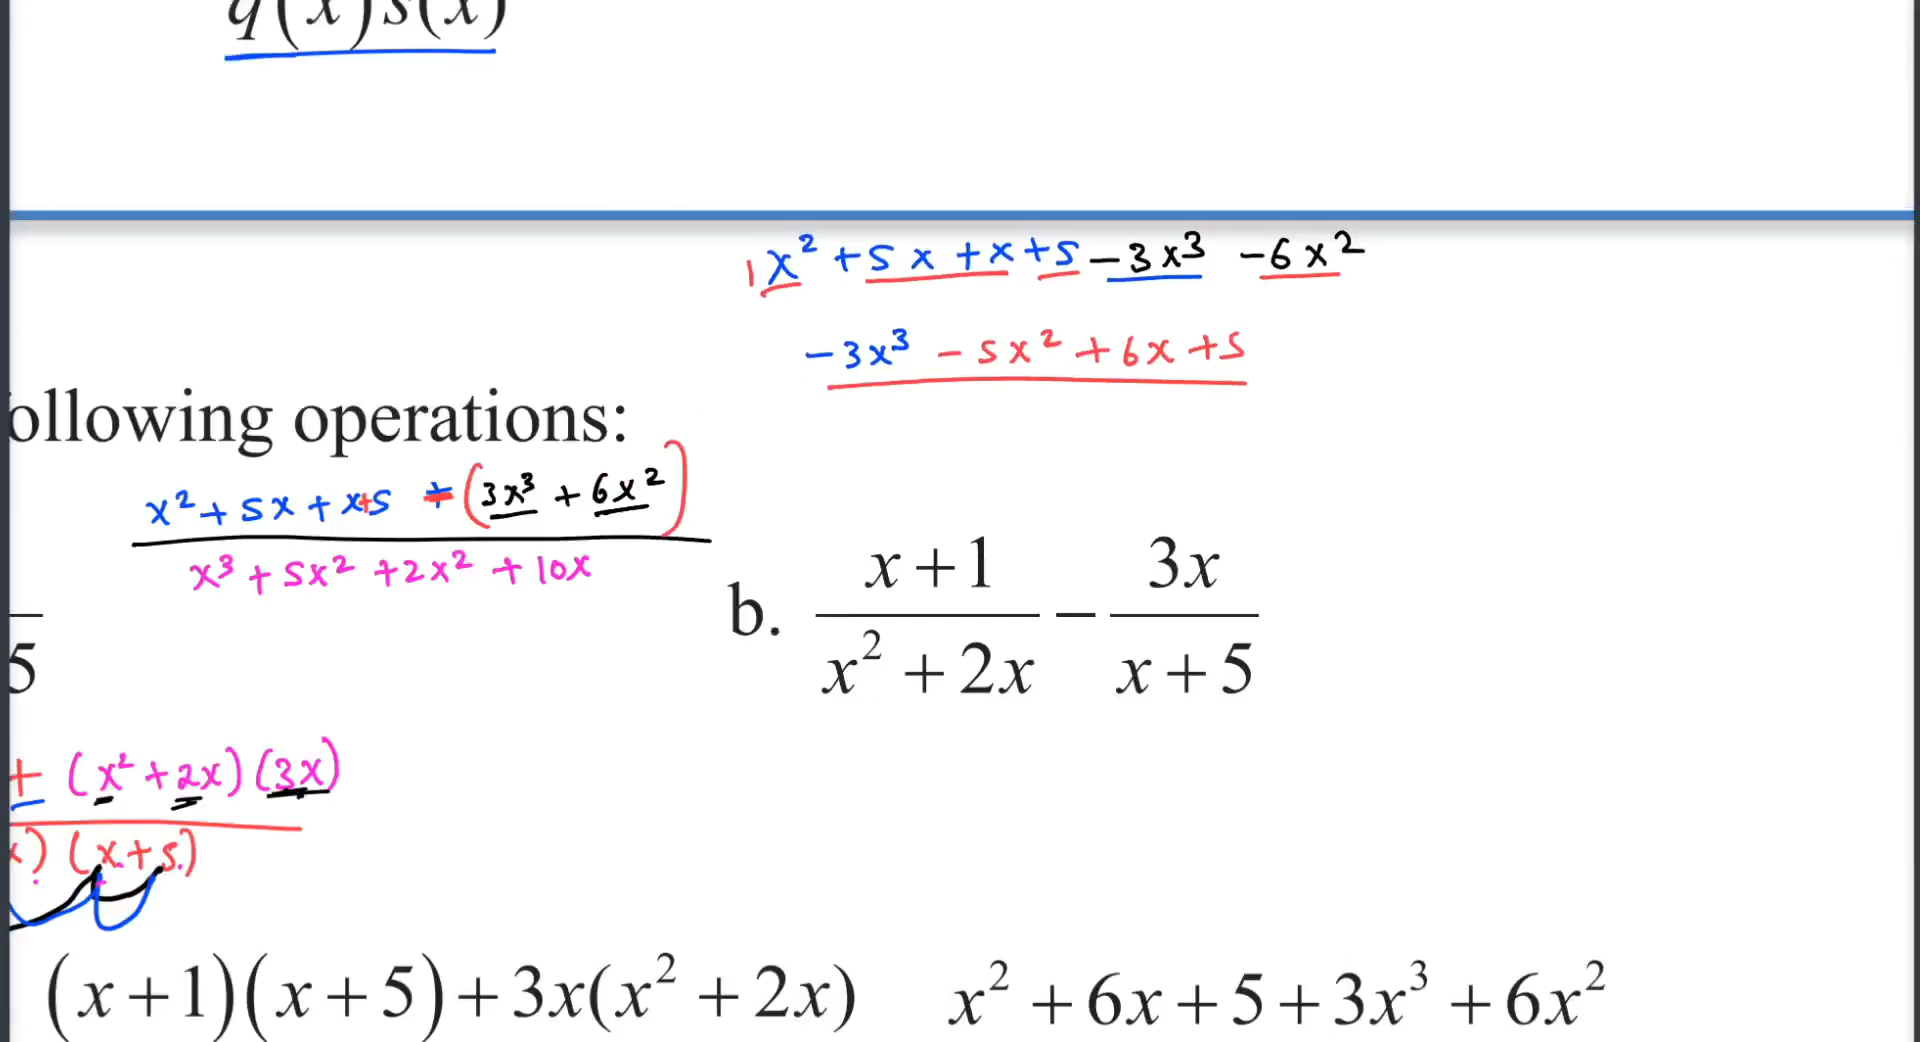 q(x)s(x)
1x² + 5x + x + 5 - 3x³ - 6x²
-3x³ - 5x² + 6x + 5
ollowing operations:
x² + 5x + x + 5 - (3x³ + 6x²)
x³ + 5x² + 2x² + 10x
b. x+1 / x²+2x − 3x / x+5
5
+ (x² + 2x)(3x)
x) (x + 5)
(x+1)(x+5)+3x(x²+2x) x²+6x+5+3x³+6x²